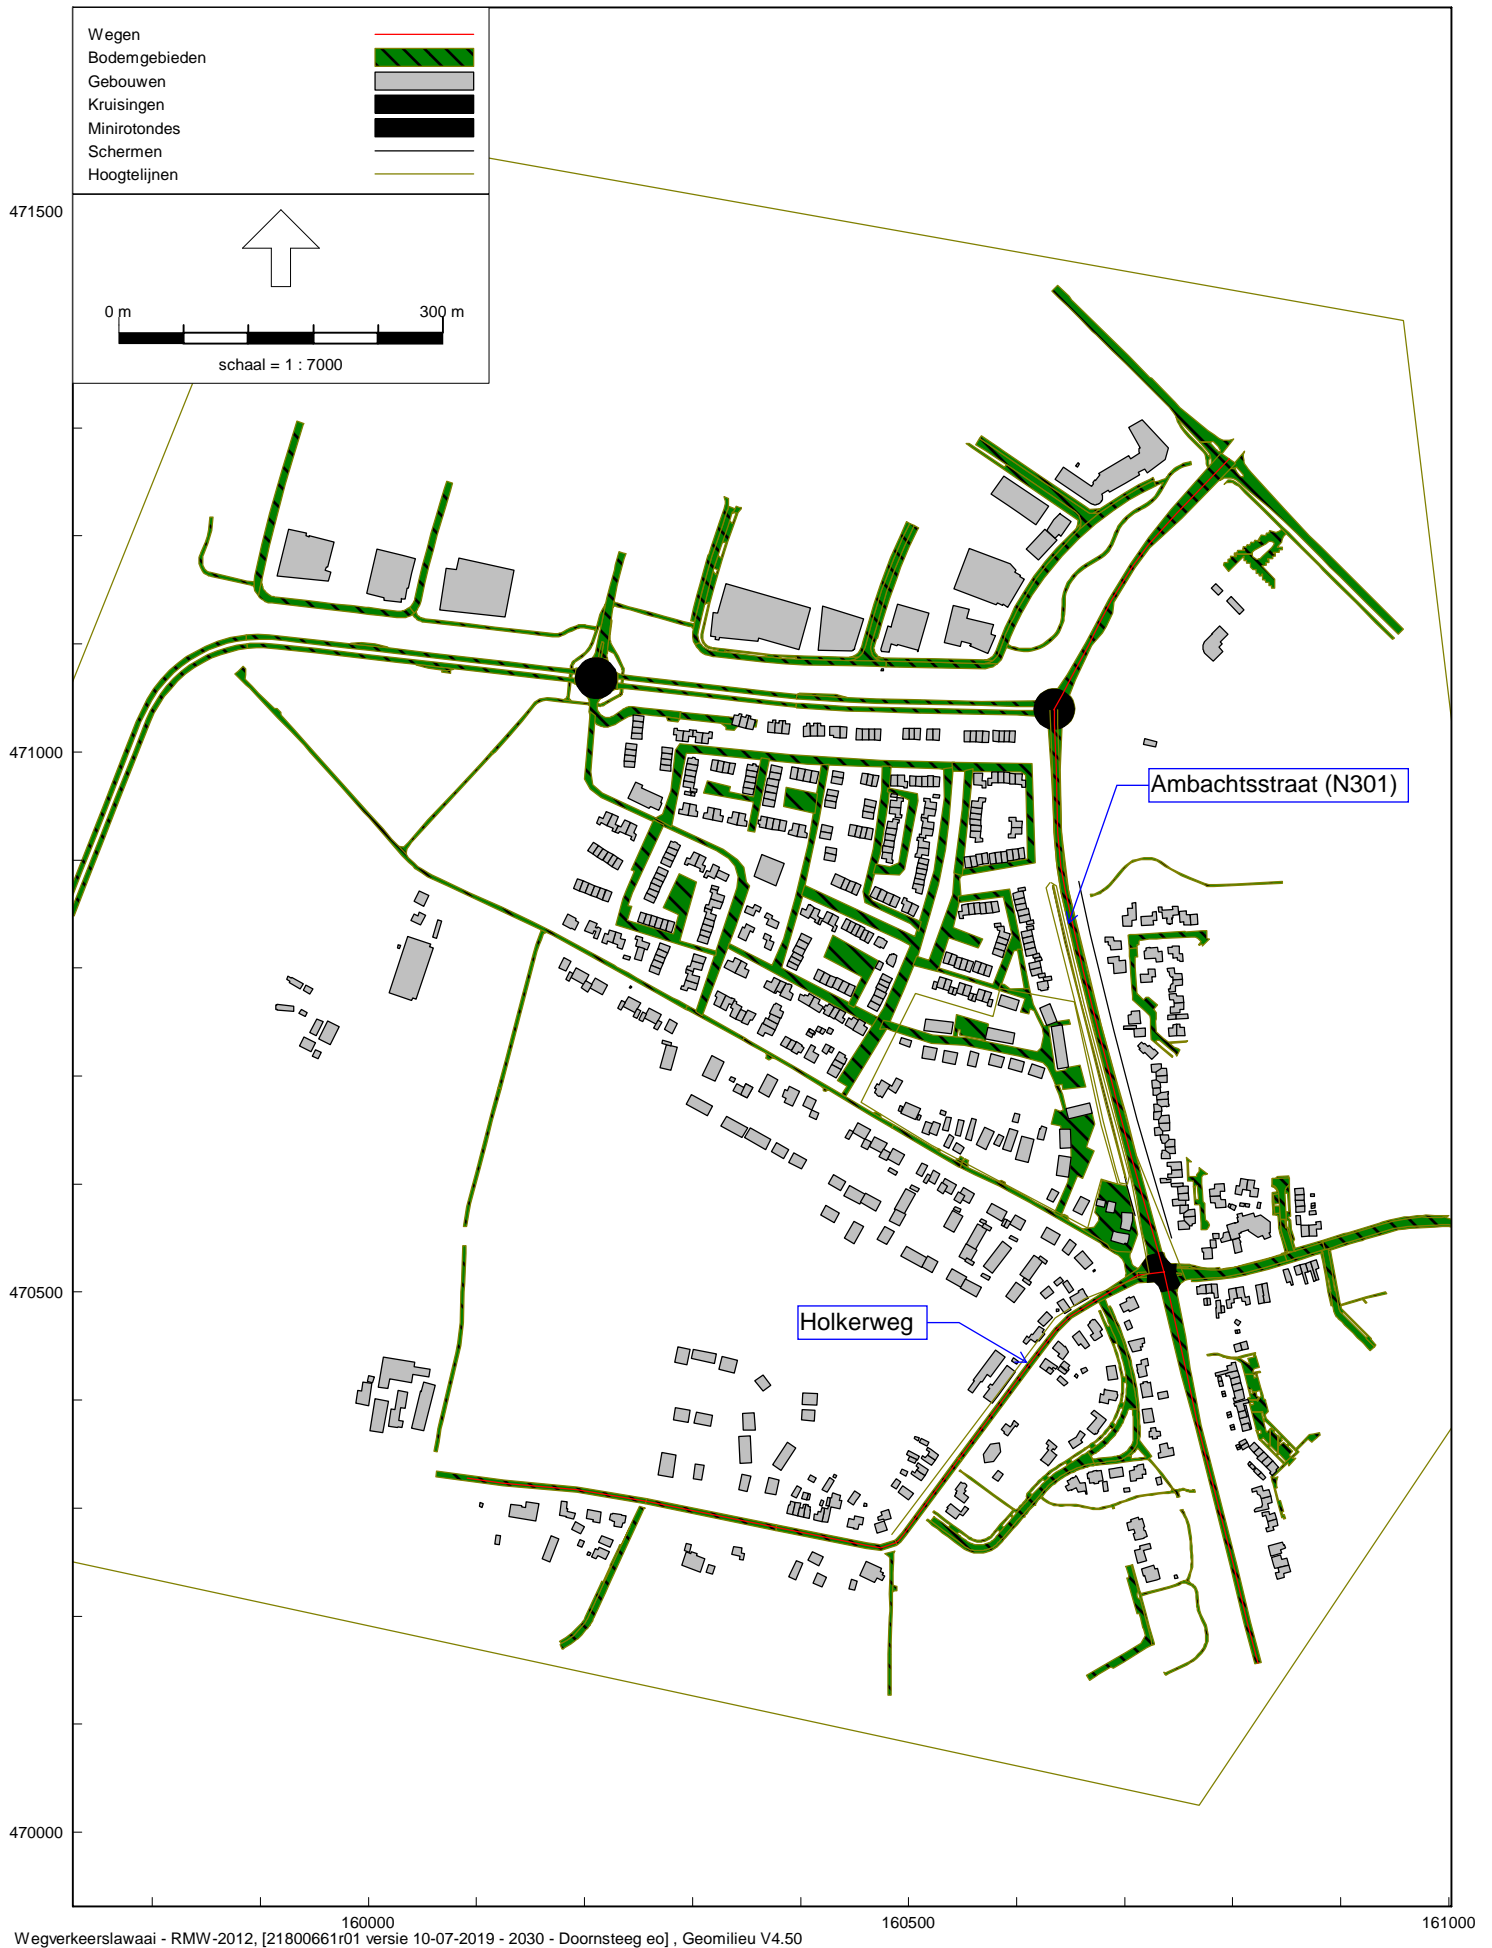 Wegen
Bodemgebieden
Gebouwen
Kruisingen
Minirotondes
Schermen
Hoogtelijnen
471500
0 m 300 m
schaal = 1 : 7000
471000
Ambachtsstraat (N301)
470500
Holkerweg
470000
160000 160500 161000
Wegverkeerslawaai - RMW-2012, [21800661r01 versie 10-07-2019 - 2030 - Doornsteeg eo] , Geomilieu V4.50